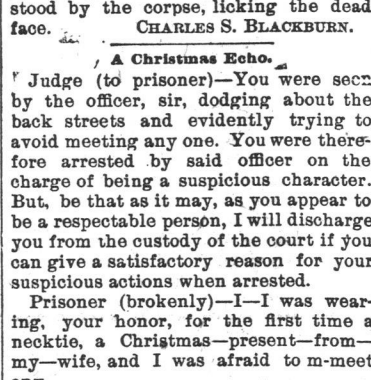 stood by the corpse, licking the dead
face. CHARLES S. BLACKBURN.
A Christmas Echo.
Judge (to prisoner)—You were seen
by the officer, sir, dodging about the
back streets and evidently trying to
avoid meeting any one. You were there-
fore arrested by said officer on the
charge of being a suspicious character.
But, be that as it may, as you appear to
be a respectable person, I will discharge
you from the custody of the court if you
can give a satisfactory reason for your
suspicious actions when arrested.
Prisoner (brokenly)—I—I was wear-
ing, your honor, for the first time a
necktie, a Christmas—present—from—
my—wife, and I was afraid to m-meet